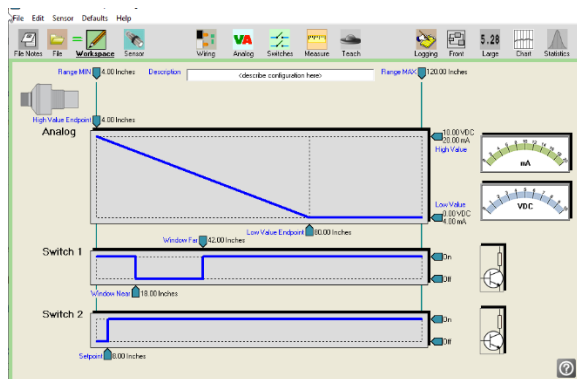 File Edit Sensor Defaults Help
File Notes File Workspace Sensor Wiring Analog Switches Measure Teach Logging Front Large Chart Statistics
VA
5.28
Range MIN 4.00 Inches Description <describe configuration here> Range MAX 120.00 Inches
High Value Endpoint 4.00 Inches
Analog
10.00 VDC
20.00 mA
High Value
mA
Low Value
0.00 VDC
4.00 mA
VDC
Low Value Endpoint 80.00 Inches
Window Far 42.00 Inches
Switch 1
On
Off
Window Near 18.00 Inches
Switch 2
On
Off
Setpoint 8.00 Inches
?